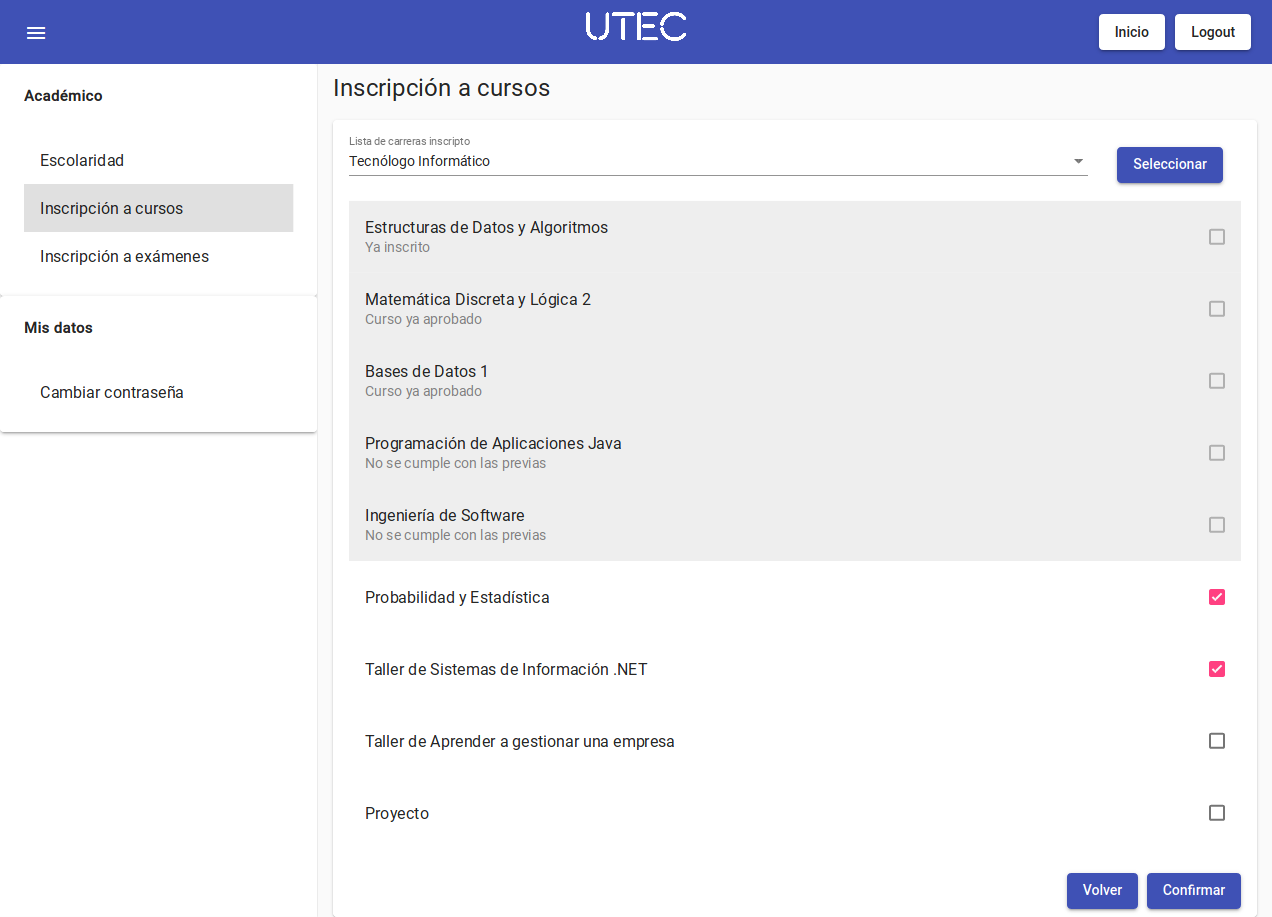 UTEC
Inicio
Logout
Académico
Escolaridad
Inscripción a cursos
Inscripción a exámenes
Mis datos
Cambiar contraseña
Inscripción a cursos
Lista de carreras inscripto
Tecnólogo Informático
Seleccionar
Estructuras de Datos y Algoritmos
Ya inscrito
Matemática Discreta y Lógica 2
Curso ya aprobado
Bases de Datos 1
Curso ya aprobado
Programación de Aplicaciones Java
No se cumple con las previas
Ingeniería de Software
No se cumple con las previas
Probabilidad y Estadística
Taller de Sistemas de Información .NET
Taller de Aprender a gestionar una empresa
Proyecto
Volver
Confirmar